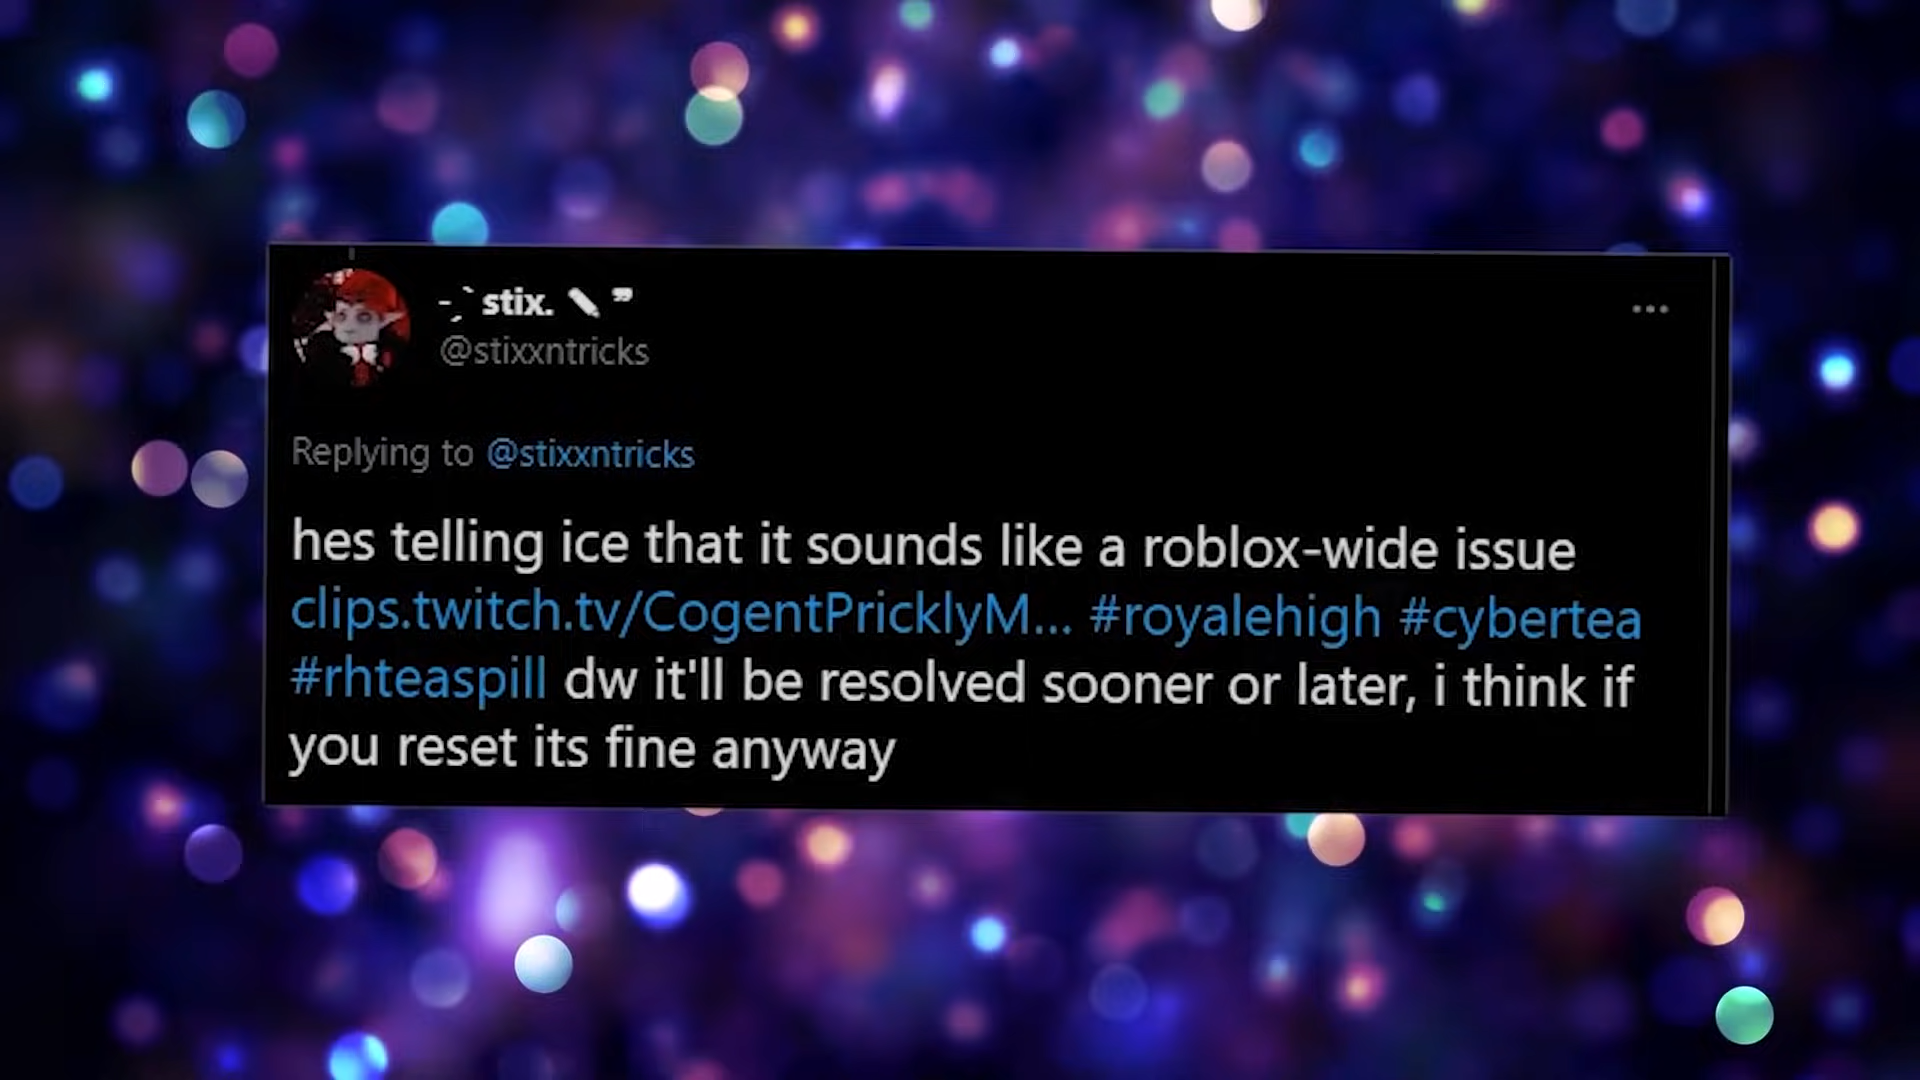 -ˏˋ stix. ✎ ❞
@stixxntricks
Replying to @stixxntricks
hes telling ice that it sounds like a roblox-wide issue
clips.twitch.tv/CogentPricklyM... #royalehigh #cybertea
#rhteaspill dw it'll be resolved sooner or later, i think if
you reset its fine anyway